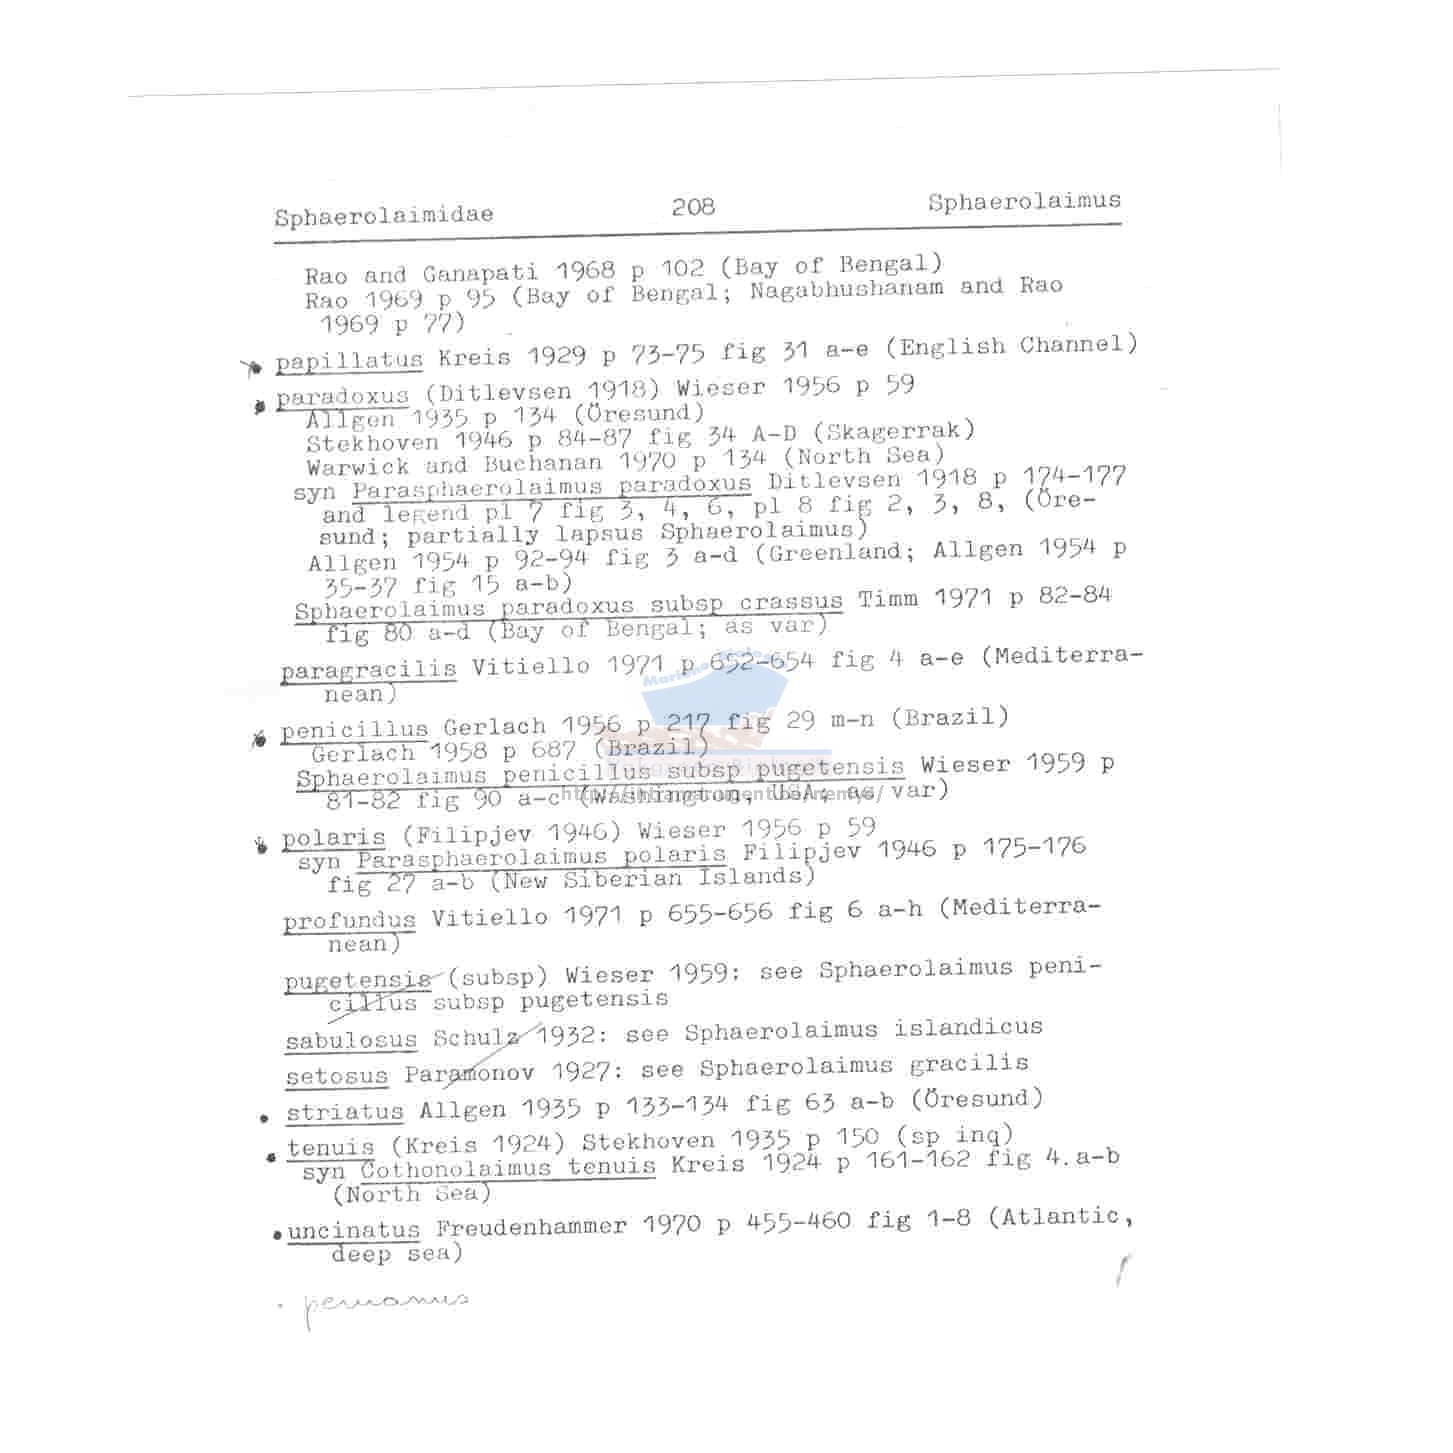 Sphaerolaimidae 208 Sphaerolaimus
Rao and Ganapati 1968 p 102 (Bay of Bengal)
Rao 1969 p 95 (Bay of Bengal; Nagabhushanam and Rao
1969 p 77)
papillatus Kreis 1929 p 73-75 fig 31 a-e (English Channel)
paradoxus (Ditlevsen 1918) Wieser 1956 p 59
Allgen 1935 p 134 (Öresund)
Stekhoven 1946 p 84-87 fig 34 A-D (Skagerrak)
Warwick and Buchanan 1970 p 134 (North Sea)
syn Parasphaerolaimus paradoxus Ditlevsen 1918 p 174-177
and legend pl 7 fig 3, 4, 6, pl 8 fig 2, 3, 8, (Öre-
sund; partially lapsus Sphaerolaimus)
Allgen 1954 p 92-94 fig 3 a-d (Greenland; Allgen 1954 p
35-37 fig 15 a-b)
Sphaerolaimus paradoxus subsp crassus Timm 1971 p 82-84
fig 80 a-d (Bay of Bengal; as var)
paragracilis Vitiello 1971 p 652-654 fig 4 a-e (Mediterra-
nean)
penicillus Gerlach 1956 p 217 fig 29 m-n (Brazil)
Gerlach 1958 p 687 (Brazil)
Sphaerolaimus penicillus subsp pugetensis Wieser 1959 p
81-82 fig 90 a-c (Washington, USA; as var)
polaris (Filipjev 1946) Wieser 1956 p 59
syn Parasphaerolaimus polaris Filipjev 1946 p 175-176
fig 27 a-b (New Siberian Islands)
profundus Vitiello 1971 p 655-656 fig 6 a-h (Mediterra-
nean)
pugetensis (subsp) Wieser 1959: see Sphaerolaimus peni-
cillus subsp pugetensis
sabulosus Schulz 1932: see Sphaerolaimus islandicus
setosus Paramonov 1927: see Sphaerolaimus gracilis
striatus Allgen 1935 p 133-134 fig 63 a-b (Öresund)
tenuis (Kreis 1924) Stekhoven 1935 p 150 (sp inq)
syn Cothonolaimus tenuis Kreis 1924 p 161-162 fig 4.a-b
(North Sea)
uncinatus Freudenhammer 1970 p 455-460 fig 1-8 (Atlantic,
deep sea)
peruanus